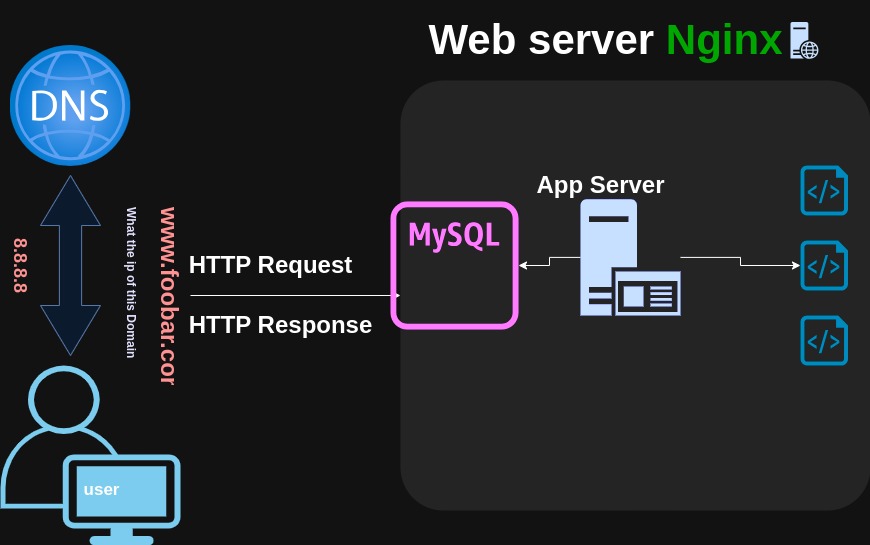 Web server Nginx
DNS
8.8.8.8
What the ip of this Domain
www.foobar.cor
HTTP Request
HTTP Response
MySQL
App Server
</>
</>
</>
user